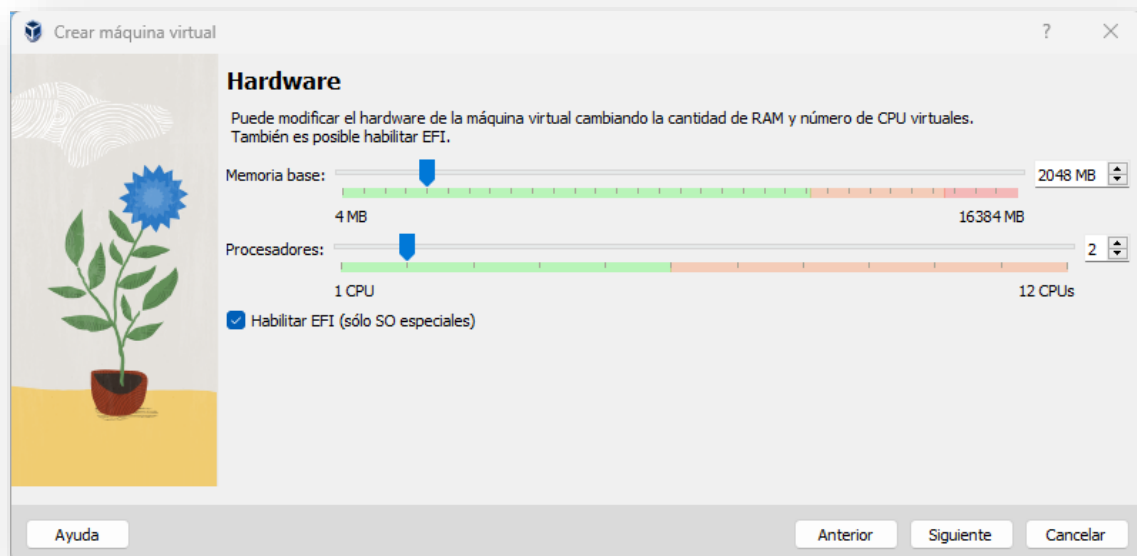 Crear máquina virtual
?
Hardware
Puede modificar el hardware de la máquina virtual cambiando la cantidad de RAM y número de CPU virtuales.
También es posible habilitar EFI.
Memoria base:
2048 MB
4 MB
16384 MB
Procesadores:
2
1 CPU
12 CPUs
Habilitar EFI (sólo SO especiales)
Ayuda
Anterior
Siguiente
Cancelar